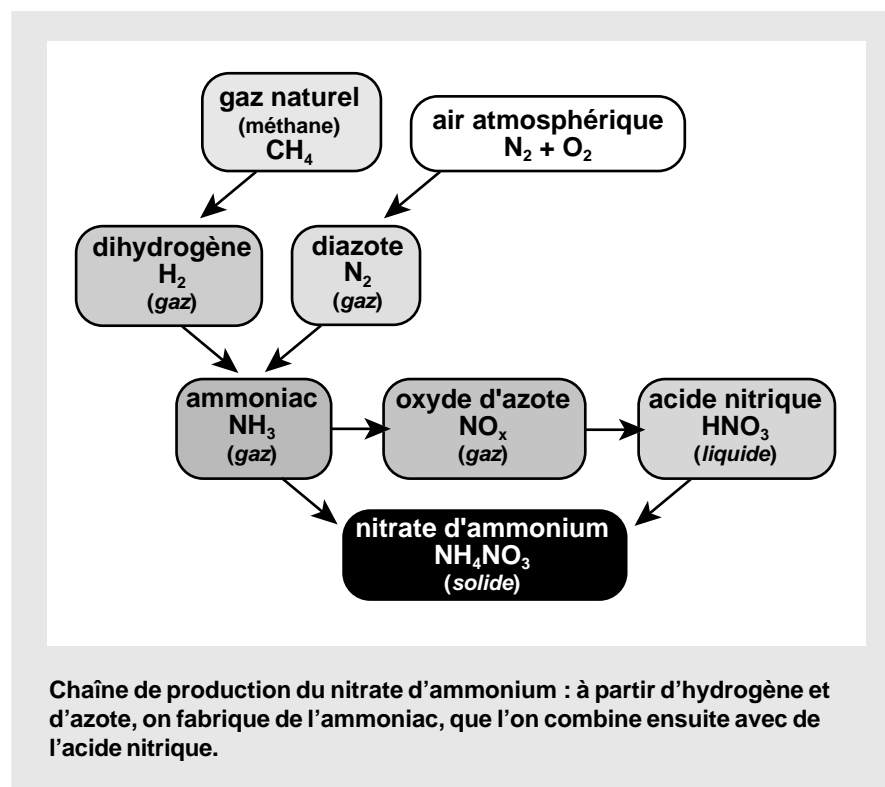 gaz naturel
(méthane)
CH₄
air atmosphérique
N₂ + O₂
dihydrogène
H₂
(gaz)
diazote
N₂
(gaz)
ammoniac
NH₃
(gaz)
oxyde d'azote
NOₓ
(gaz)
acide nitrique
HNO₃
(liquide)
nitrate d'ammonium
NH₄NO₃
(solide)
Chaîne de production du nitrate d’ammonium : à partir d’hydrogène et
d’azote, on fabrique de l’ammoniac, que l’on combine ensuite avec de
l’acide nitrique.